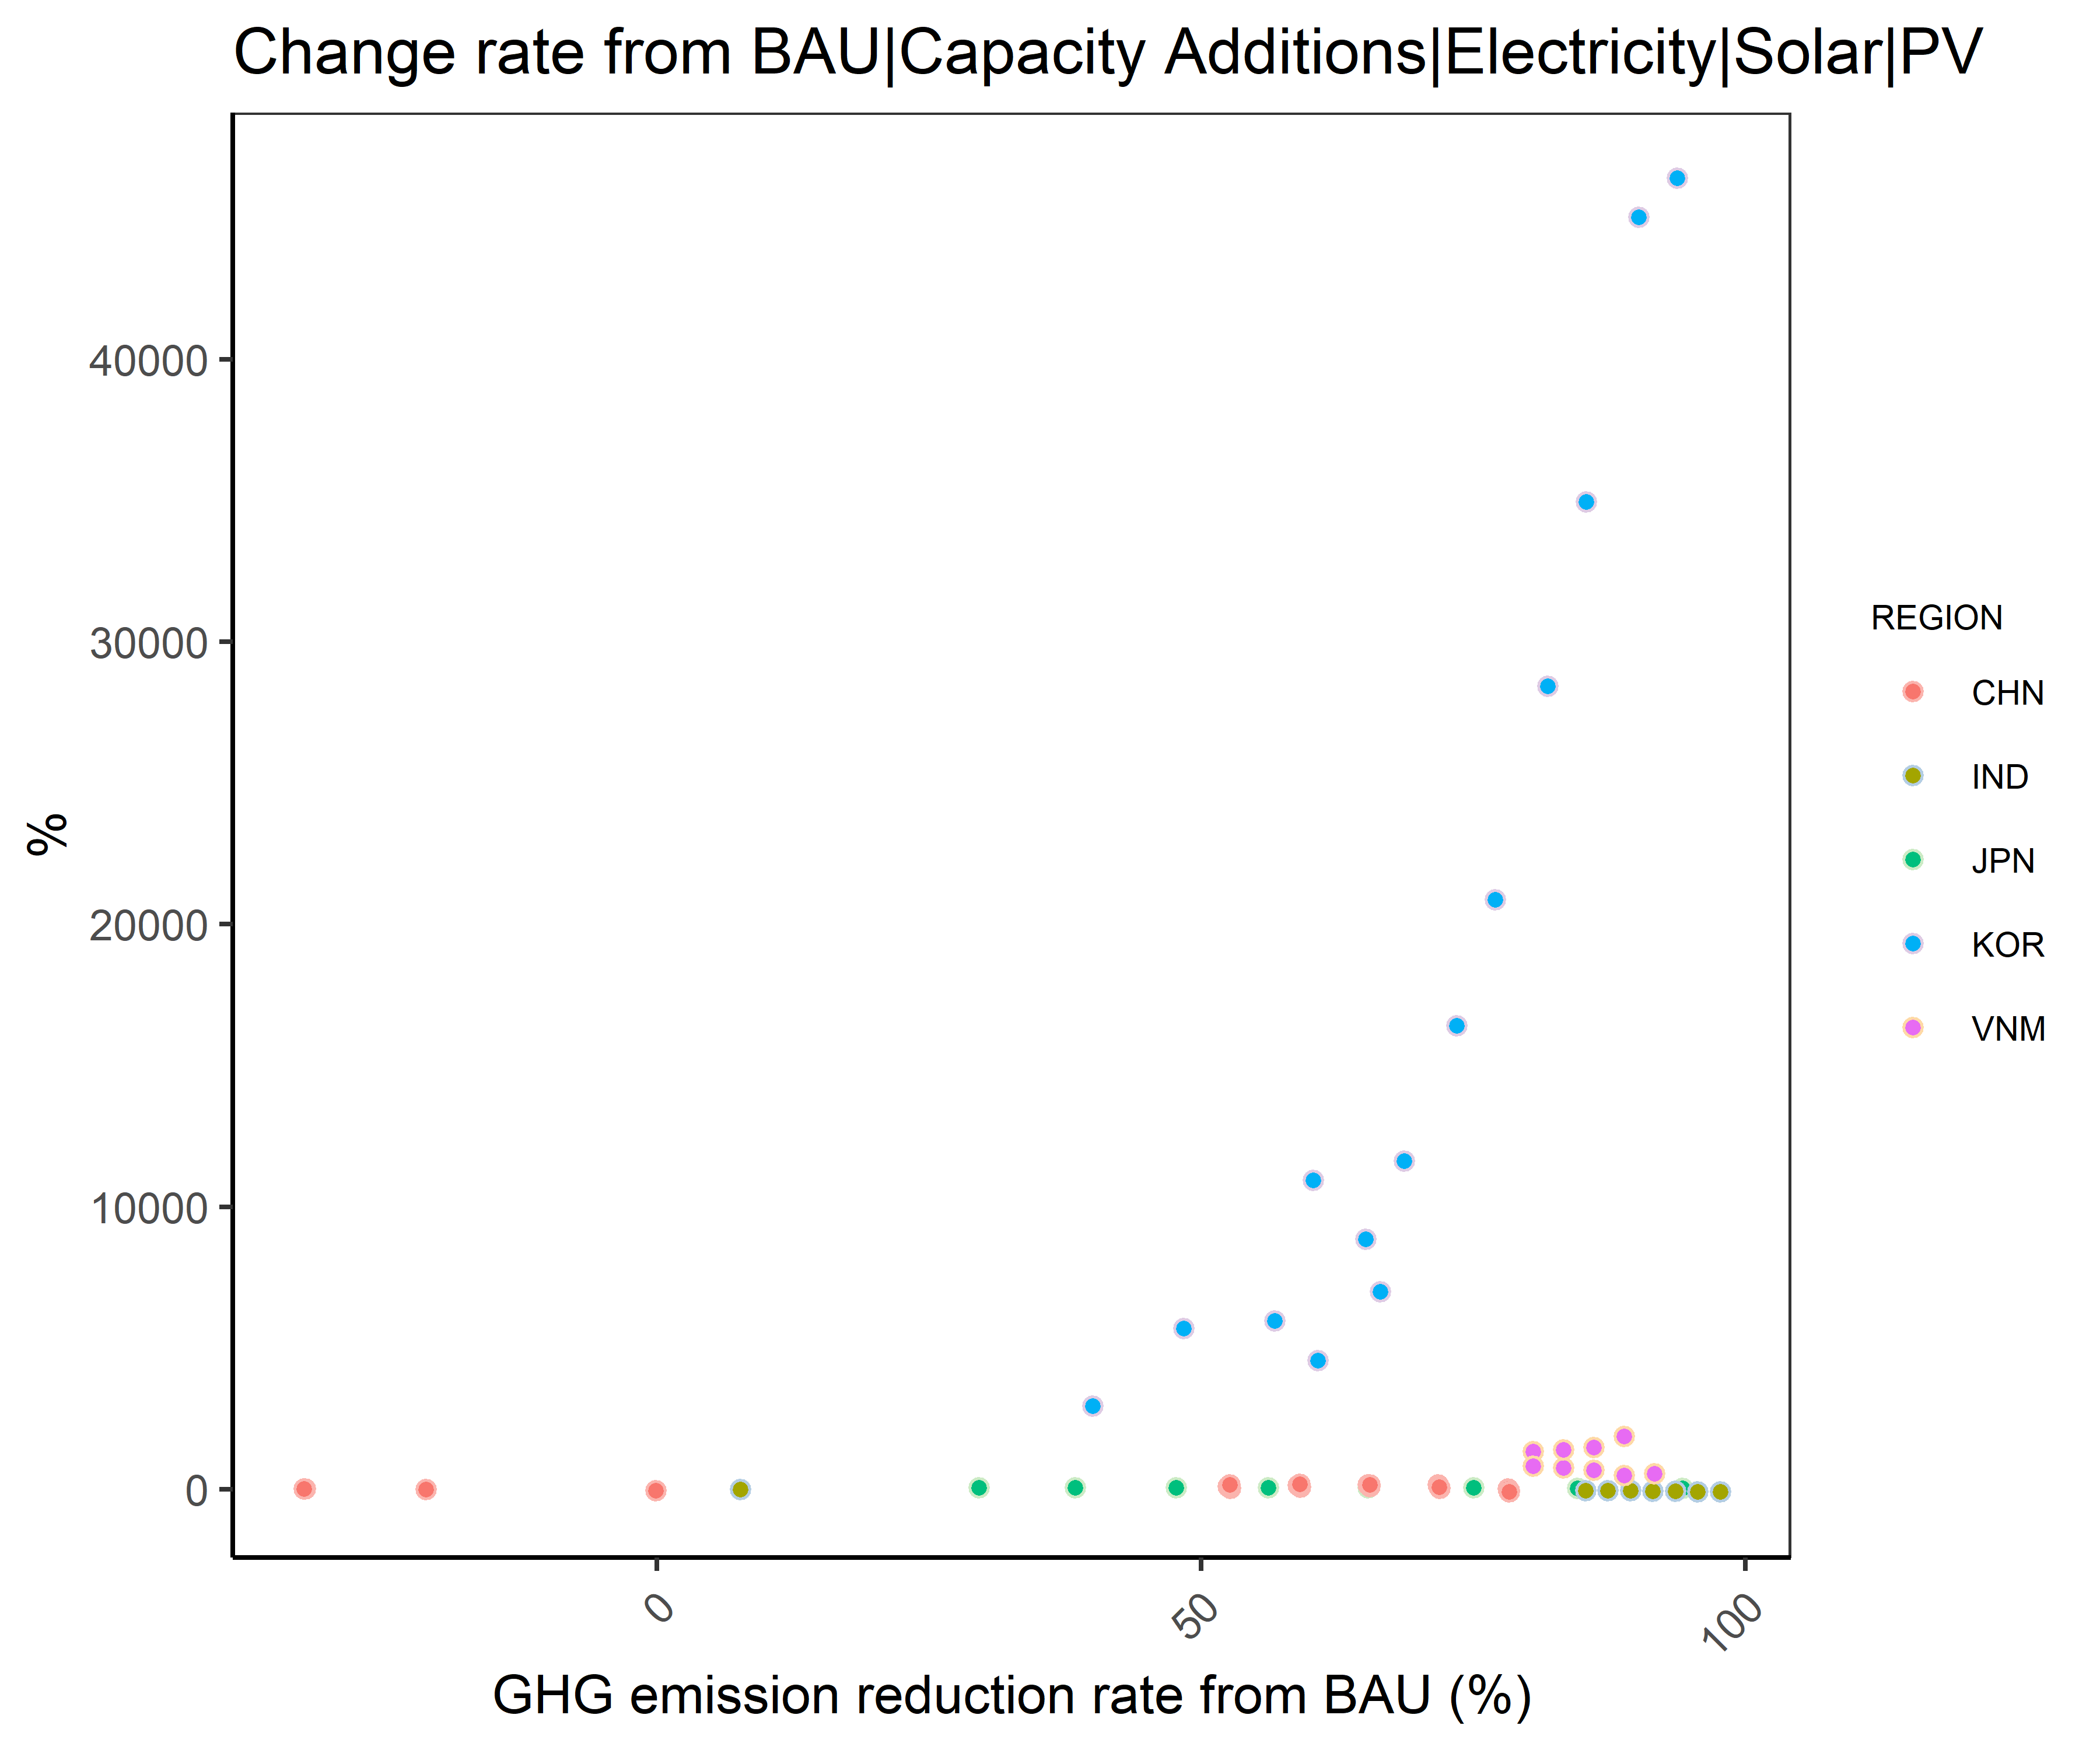 Change rate from BAU|Capacity Additions|Electricity|Solar|PV
%
40000
30000
20000
10000
0
0
50
100
GHG emission reduction rate from BAU (%)
REGION
CHN
IND
JPN
KOR
VNM